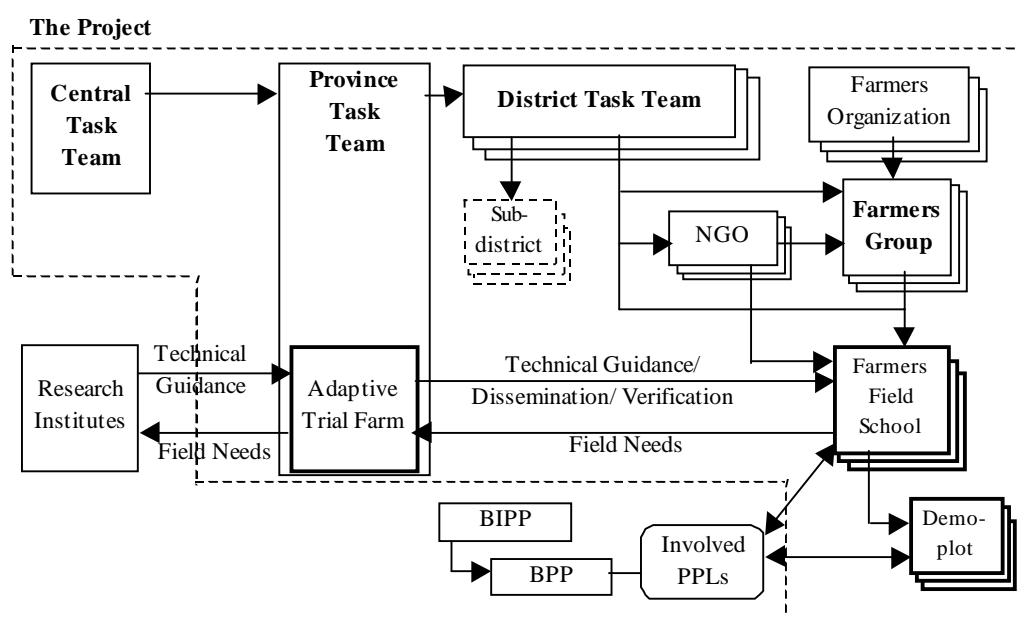 The Project
Central
Task
Team
Province
Task
Team
District Task Team
Farmers
Organization
Sub-
district
NGO
Farmers
Group
Research
Institutes
Technical
Guidance
Field Needs
Adaptive
Trial Farm
Technical Guidance/
Dissemination/ Verification
Field Needs
Farmers
Field
School
BIPP
BPP
Involved
PPLs
Demo-
plot